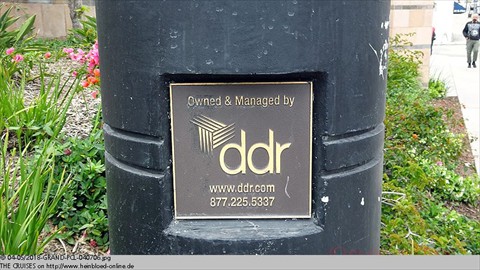 Owned & Managed by
ddr
www.ddr.com
877.225.5337
© 04-05/2018-GRAND-FLL-040706.jpg
THE CRUISES on http://www.heinbloed-online.de